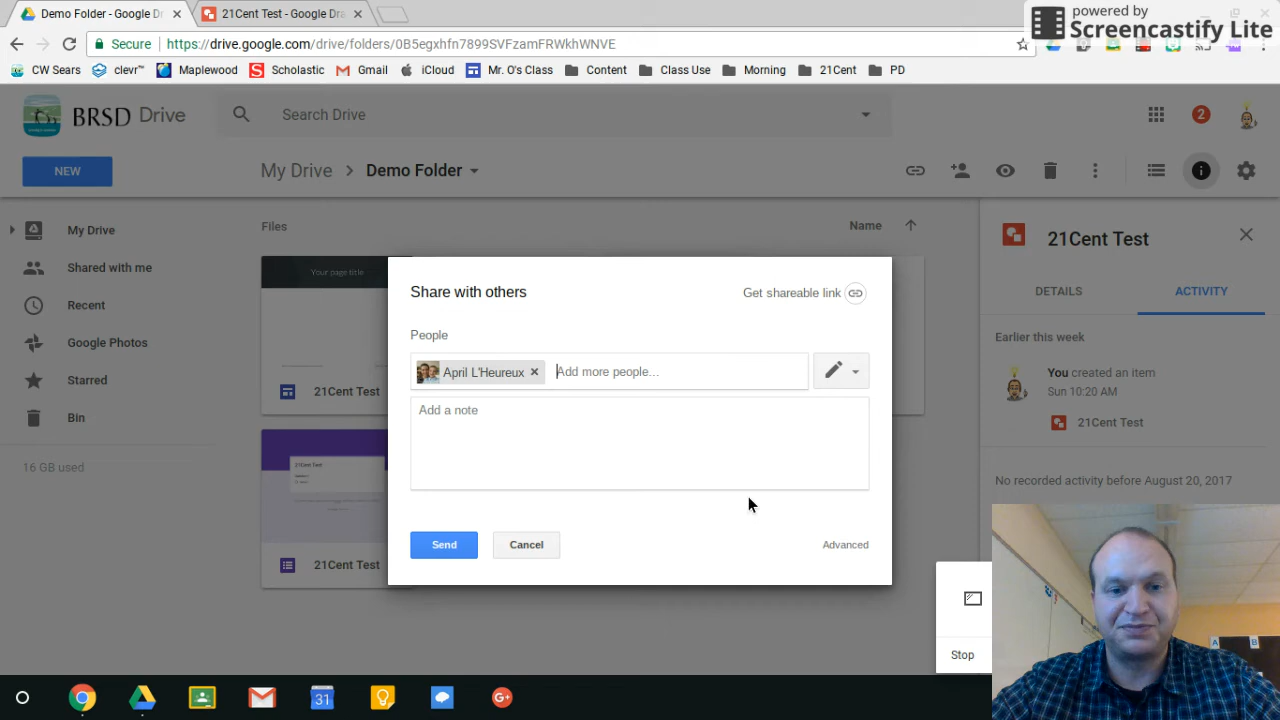 Demo Folder - Google Dr
21Cent Test - Google Dra
powered by
Screencastify Lite
Secure
https://drive.google.com/drive/folders/0B5egxhfn7899SVFzamFRWkhWNVE
CW Sears
clevr™
Maplewood
Scholastic
Gmail
iCloud
Mr. O's Class
Content
Class Use
Morning
21Cent
PD
BRSD Drive
Search Drive
2
NEW
My Drive
Demo Folder
My Drive
Shared with me
Recent
Google Photos
Starred
Bin
16 GB used
Files
Name
Your page title
21Cent Test
21Cent Test
21Cent Test
Share with others
Get shareable link
People
April L'Heureux
Add more people...
Add a note
Send
Cancel
Advanced
21Cent Test
DETAILS
ACTIVITY
Earlier this week
You created an item
Sun 10:20 AM
21Cent Test
No recorded activity before August 20, 2017
Stop
A
B
31
G+